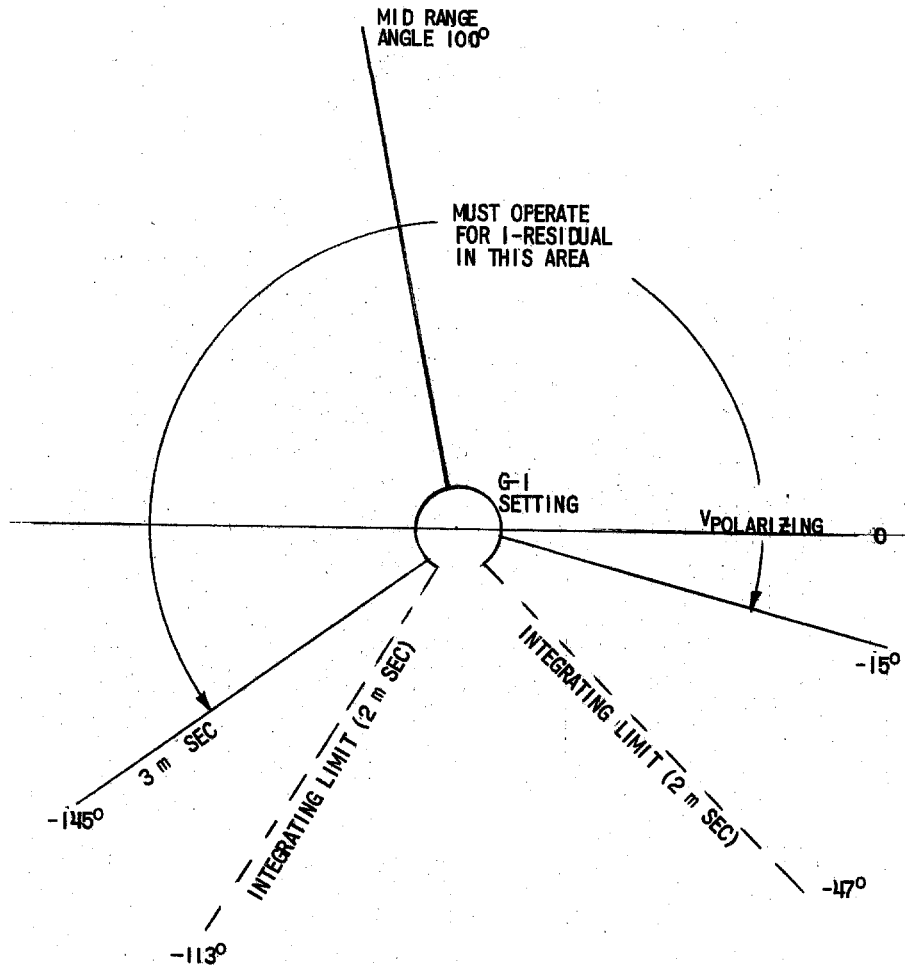 MID RANGE
ANGLE 100°
MUST OPERATE
FOR I-RESIDUAL
IN THIS AREA
G-1
SETTING
VPOLARIZING
0
-15°
INTEGRATING LIMIT (2 m SEC)
-47°
INTEGRATING LIMIT (2 m SEC)
-113°
3 m SEC
-145°